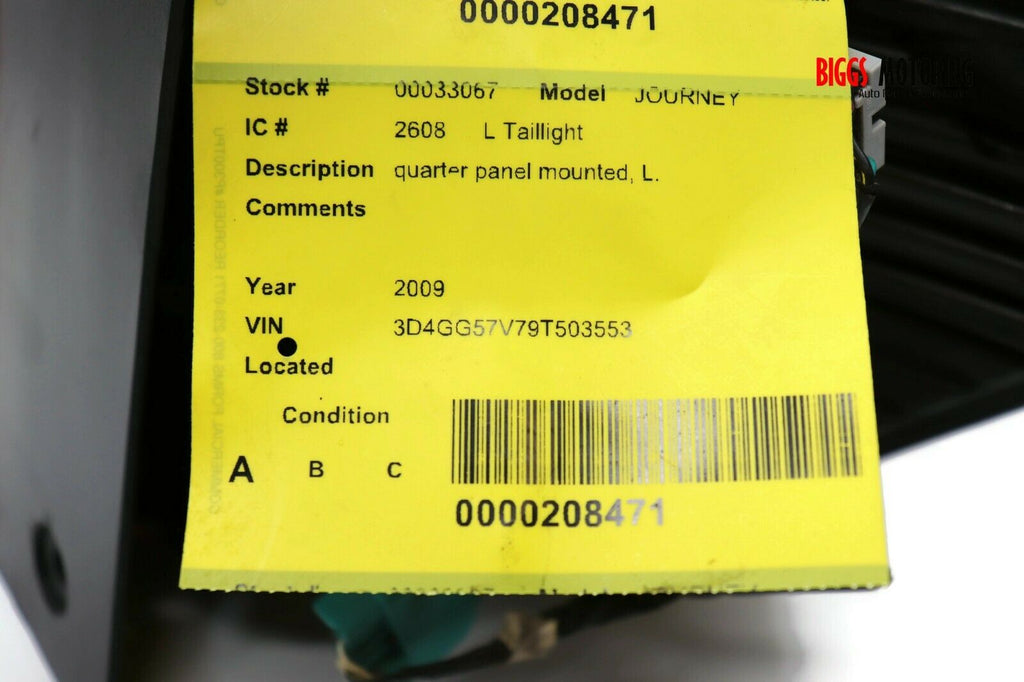 0000208471
BIGGS MOTORING
Stock # 00033067 Model JOURNEY
IC # 2608 L Taillight
Description quarter panel mounted, L.
Comments
Year 2009
VIN 3D4GG57V79T503553
Located
Condition
A B C
0000208471